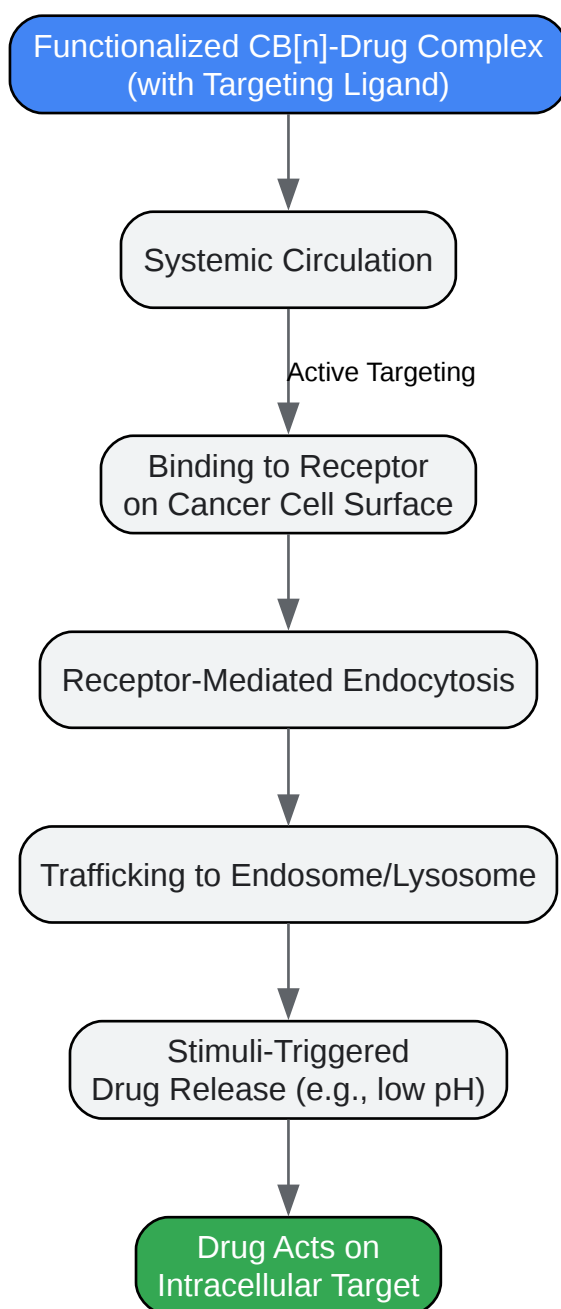 Functionalized CB[n]-Drug Complex
(with Targeting Ligand)
Systemic Circulation
Active Targeting
Binding to Receptor
on Cancer Cell Surface
Receptor-Mediated Endocytosis
Trafficking to Endosome/Lysosome
Stimuli-Triggered
Drug Release (e.g., low pH)
Drug Acts on
Intracellular Target